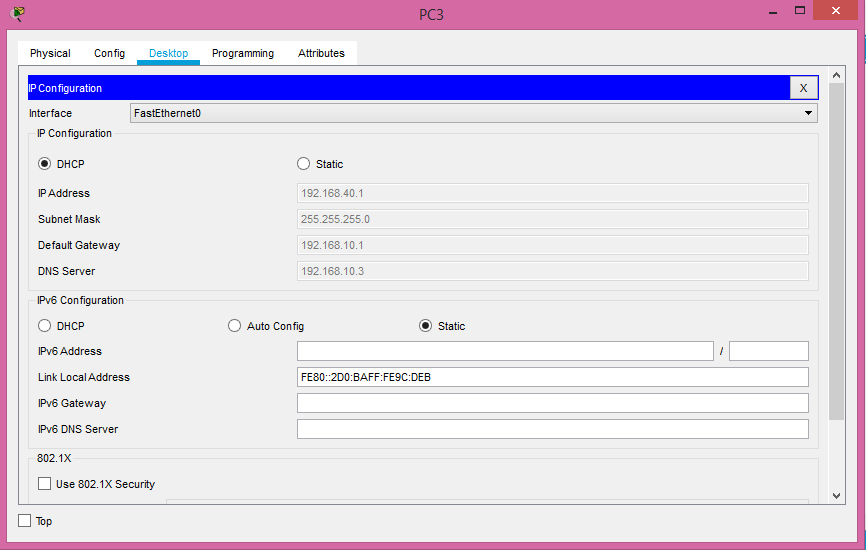 PC3
Physical Config Desktop Programming Attributes
IP Configuration X
Interface FastEthernet0
IP Configuration
DHCP Static
IP Address 192.168.40.1
Subnet Mask 255.255.255.0
Default Gateway 192.168.10.1
DNS Server 192.168.10.3
IPv6 Configuration
DHCP Auto Config Static
IPv6 Address /
Link Local Address FE80::2D0:BAFF:FE9C:DEB
IPv6 Gateway
IPv6 DNS Server
802.1X
Use 802.1X Security
Top